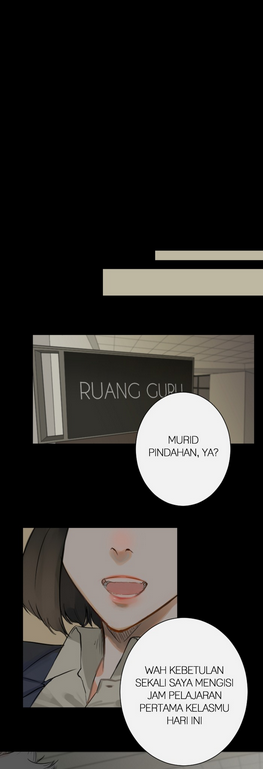 RUANG GURU
MURID
PINDAHAN, YA?
WAH KEBETULAN
SEKALI SAYA MENGISI
JAM PELAJARAN
PERTAMA KELASMU
HARI INI